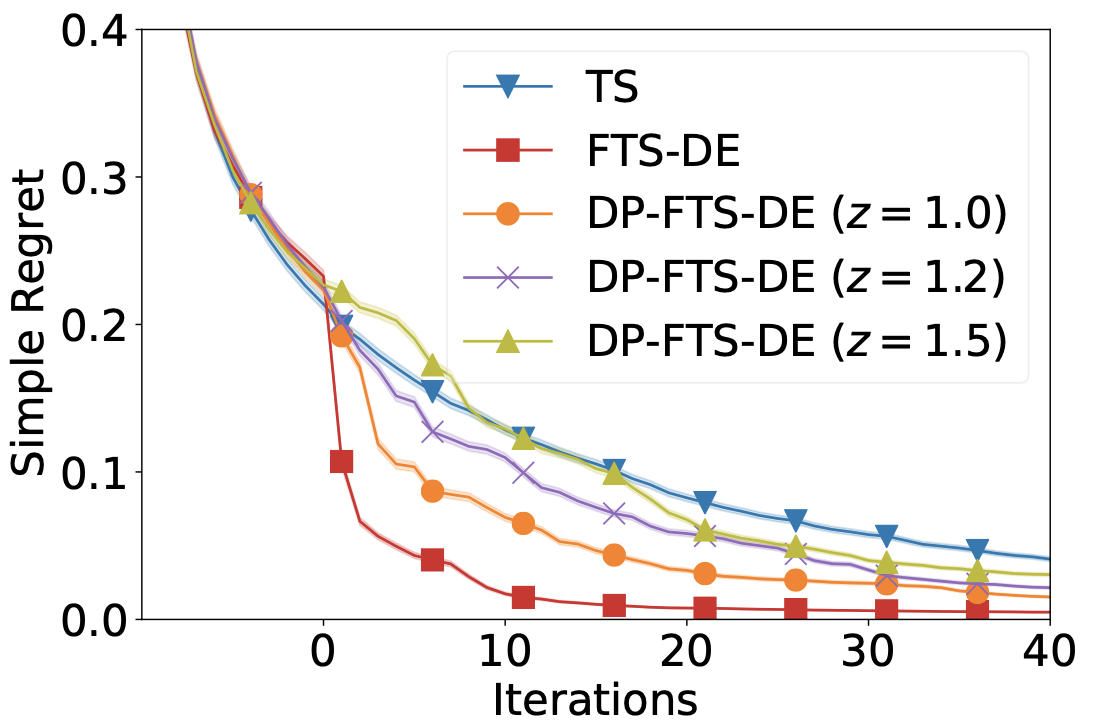 0.4
0.3
0.2
0.1
0.0
Simple Regret
TS
FTS-DE
DP-FTS-DE (z = 1.0)
DP-FTS-DE (z = 1.2)
DP-FTS-DE (z = 1.5)
0 10 20 30 40
Iterations